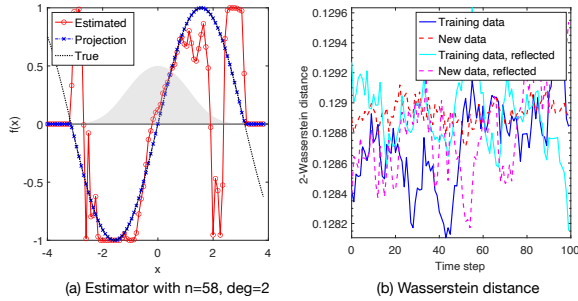 Estimated
Projection
True
1
0.5
0
-0.5
-1
f(x)
-4
-2
0
2
4
x
(a) Estimator with n=58, deg=2
Training data
New data
Training data, reflected
New data, reflected
0.1296
0.1294
0.1292
0.129
0.1288
0.1286
0.1284
0.1282
2-Wasserstein distance
0
20
40
60
80
100
Time step
(b) Wasserstein distance